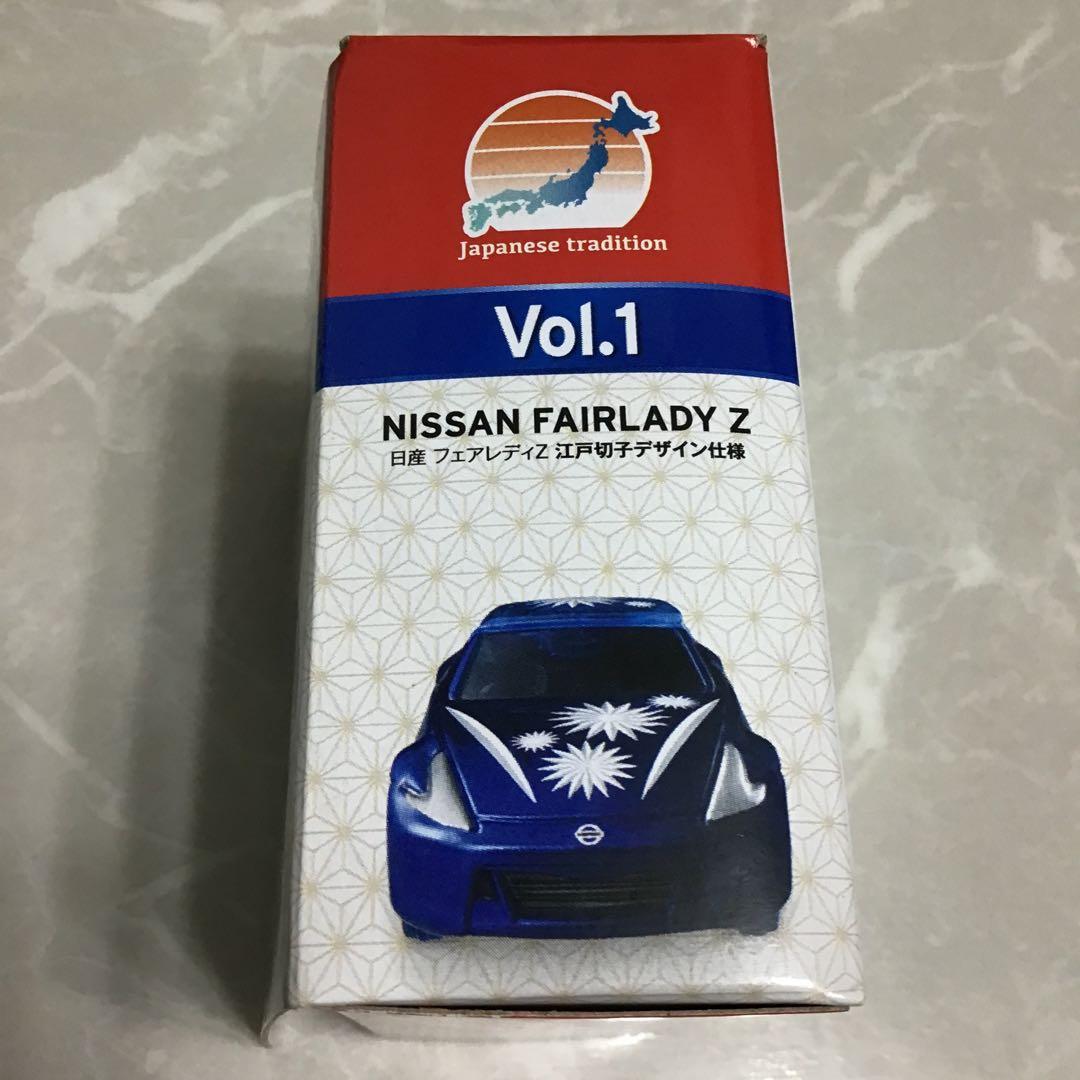 Japanese tradition
Vol.1
NISSAN FAIRLADY Z
日産 フェアレディZ 江戸切子デザイン仕様